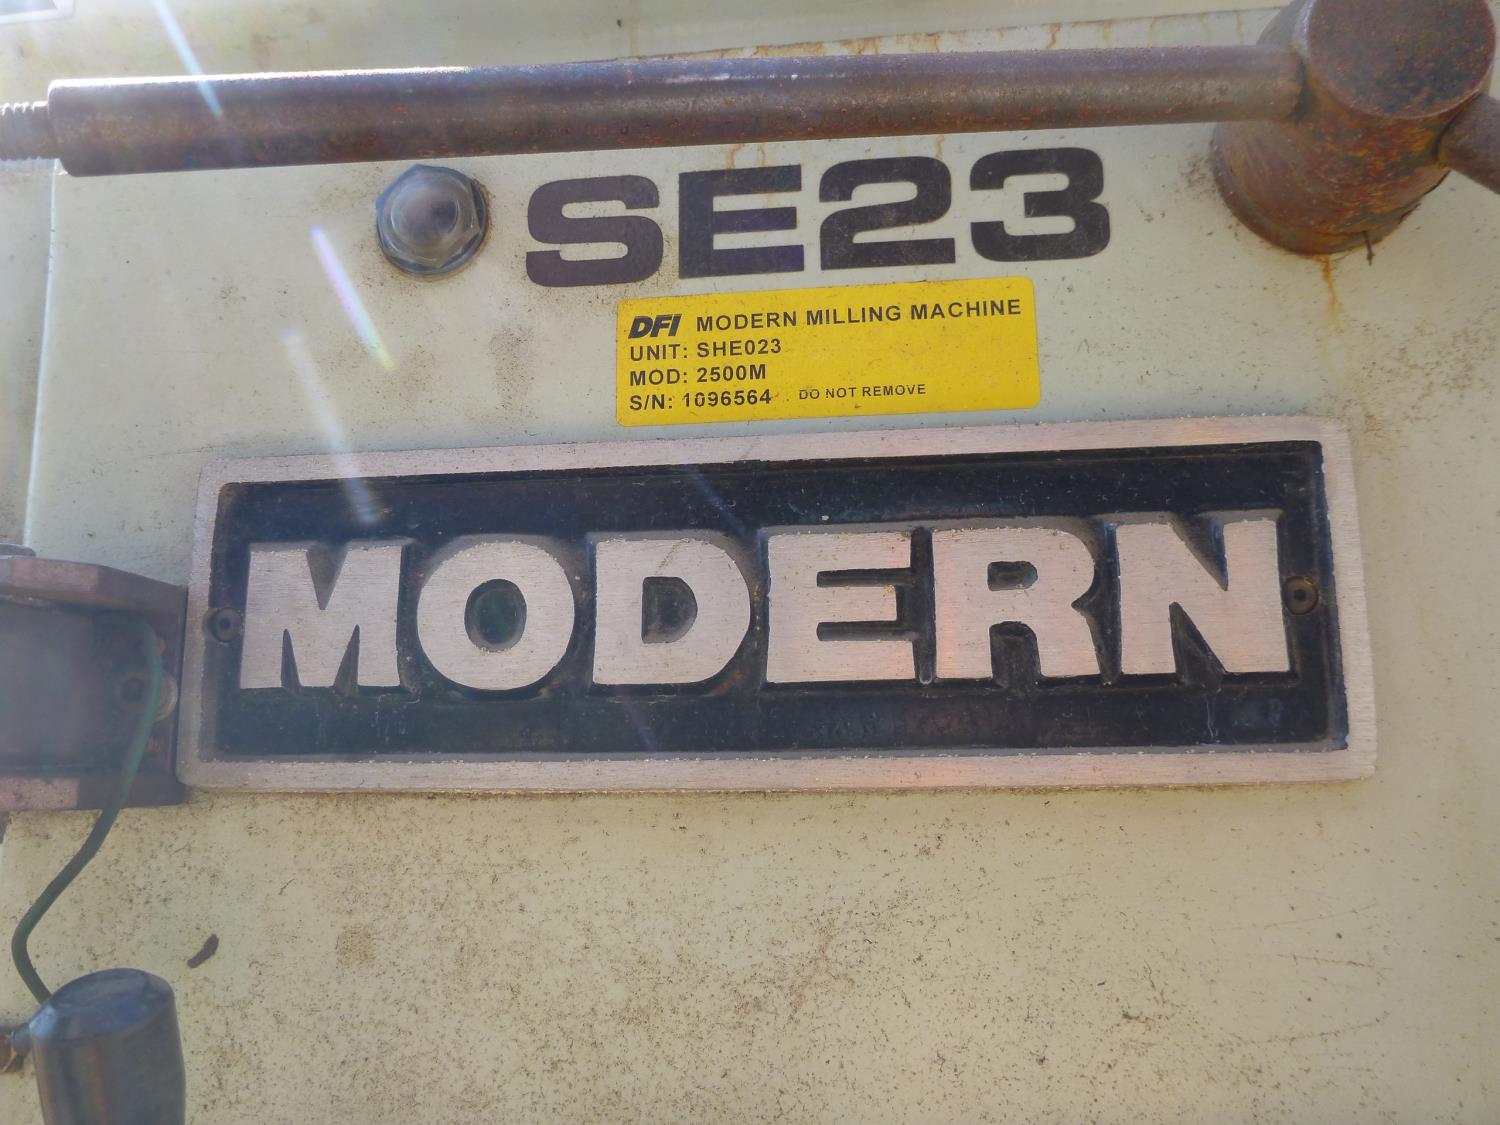 SE23
DFI MODERN MILLING MACHINE
UNIT: SHE023
MOD: 2500M
S/N: 1096564 DO NOT REMOVE
MODERN